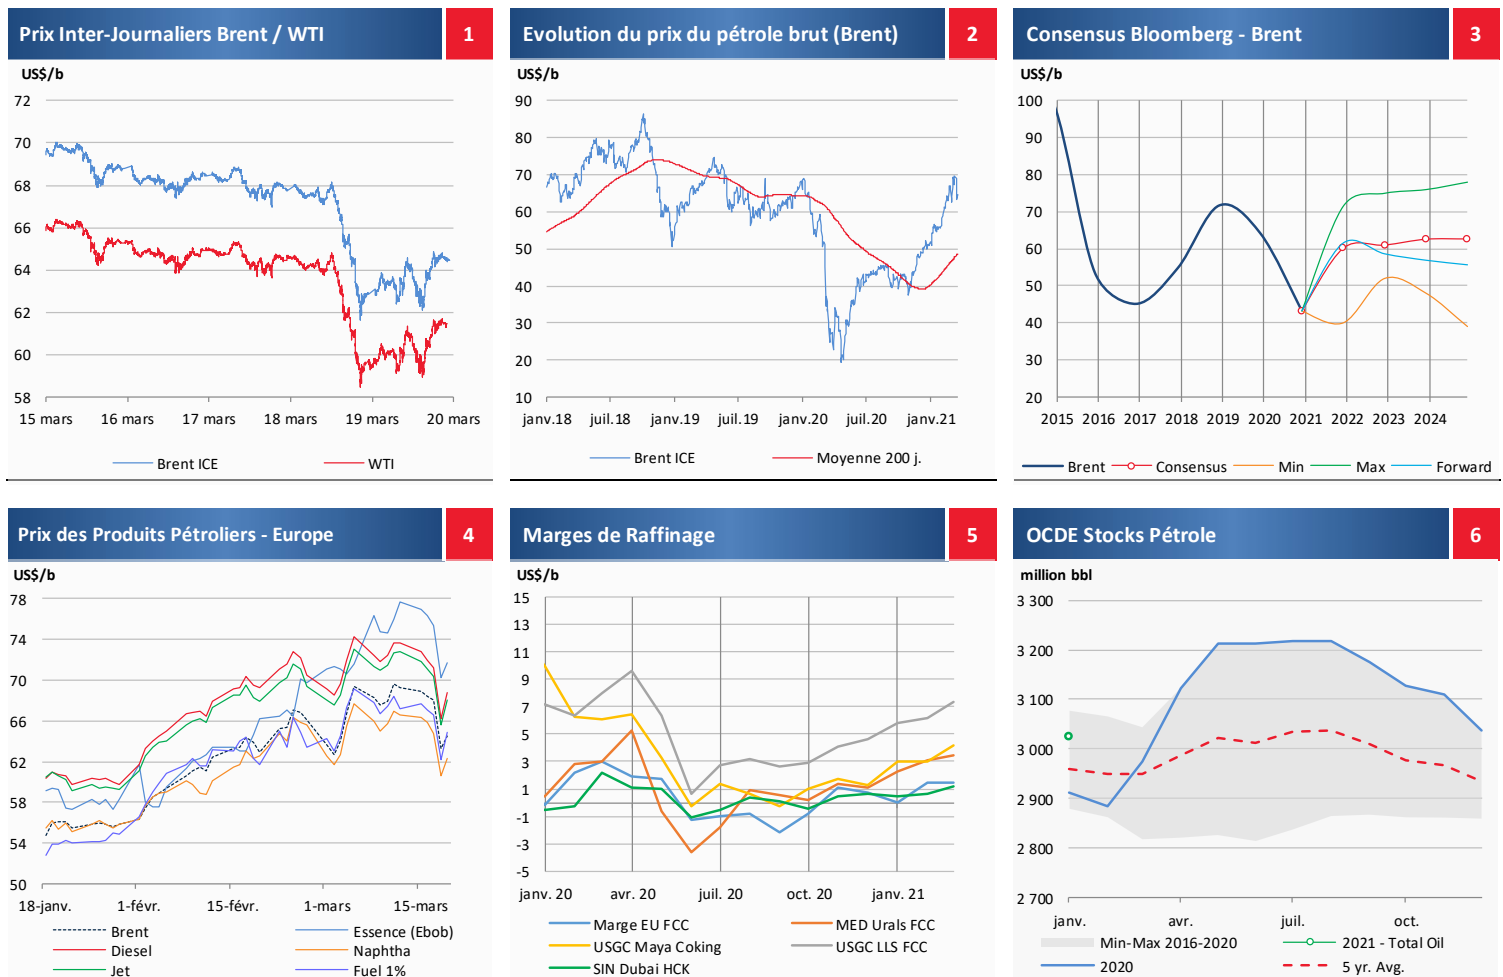 Prix Inter-Journaliers Brent / WTI 1
US$/b
72
70
68
66
64
62
60
58
15 mars 16 mars 17 mars 18 mars 19 mars 20 mars
Brent ICE WTI
Evolution du prix du pétrole brut (Brent) 2
US$/b
90
80
70
60
50
40
30
20
10
janv.18 juil.18 janv.19 juil.19 janv.20 juil.20 janv.21
Brent ICE Moyenne 200 j.
Consensus Bloomberg - Brent 3
US$/b
100
90
80
70
60
50
40
30
20
2015 2016 2017 2018 2019 2020 2021 2022 2023 2024
Brent Consensus Min Max Forward
Prix des Produits Pétroliers - Europe 4
US$/b
78
74
70
66
62
58
54
50
18-janv. 1-févr. 15-févr. 1-mars 15-mars
Brent Essence (Ebob)
Diesel Naphtha
Jet Fuel 1%
Marges de Raffinage 5
US$/b
15
13
11
9
7
5
3
1
-1
-3
-5
janv. 20 avr. 20 juil. 20 oct. 20 janv. 21
Marge EU FCC MED Urals FCC
USGC Maya Coking USGC LLS FCC
SIN Dubai HCK
OCDE Stocks Pétrole 6
million bbl
3 300
3 200
3 100
3 000
2 900
2 800
2 700
janv. avr. juil. oct.
Min-Max 2016-2020 2021 - Total Oil
2020 5 yr. Avg.